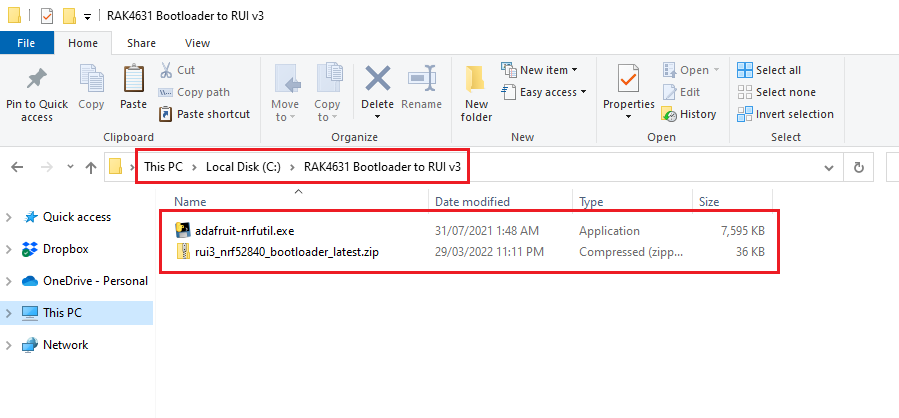 RAK4631 Bootloader to RUI v3
File Home Share View
Pin to Quick access
Copy
Paste
Cut
Copy path
Paste shortcut
Clipboard
Move to
Copy to
Delete
Rename
Organize
New folder
New item
Easy access
New
Properties
Open
Edit
History
Open
Select all
Select none
Invert selection
Select
This PC > Local Disk (C:) > RAK4631 Bootloader to RUI v3
Name Date modified Type Size
Quick access
Dropbox
OneDrive - Personal
This PC
Network
adafruit-nrfutil.exe 31/07/2021 1:48 AM Application 7,595 KB
rui3_nrf52840_bootloader_latest.zip 29/03/2022 11:11 PM Compressed (zipp... 36 KB